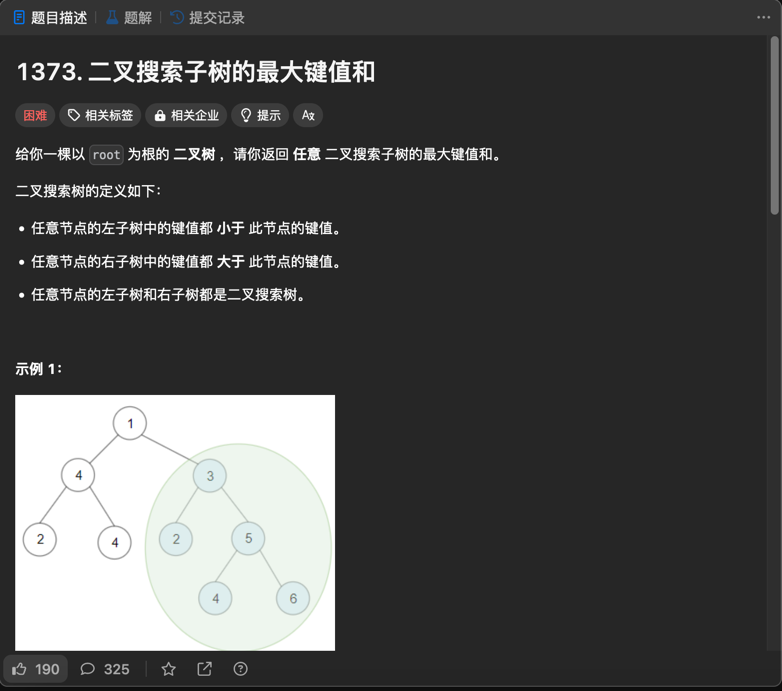 题目描述 题解 提交记录
1373. 二叉搜索子树的最大键值和
困难 相关标签 相关企业 提示 Ax
给你一棵以 root 为根的 二叉树 ，请你返回 任意 二叉搜索子树的最大键值和。
二叉搜索树的定义如下：
• 任意节点的左子树中的键值都 小于 此节点的键值。
• 任意节点的右子树中的键值都 大于 此节点的键值。
• 任意节点的左子树和右子树都是二叉搜索树。
示例 1：
1
4 3
2 4 2 5
4 6
190 325